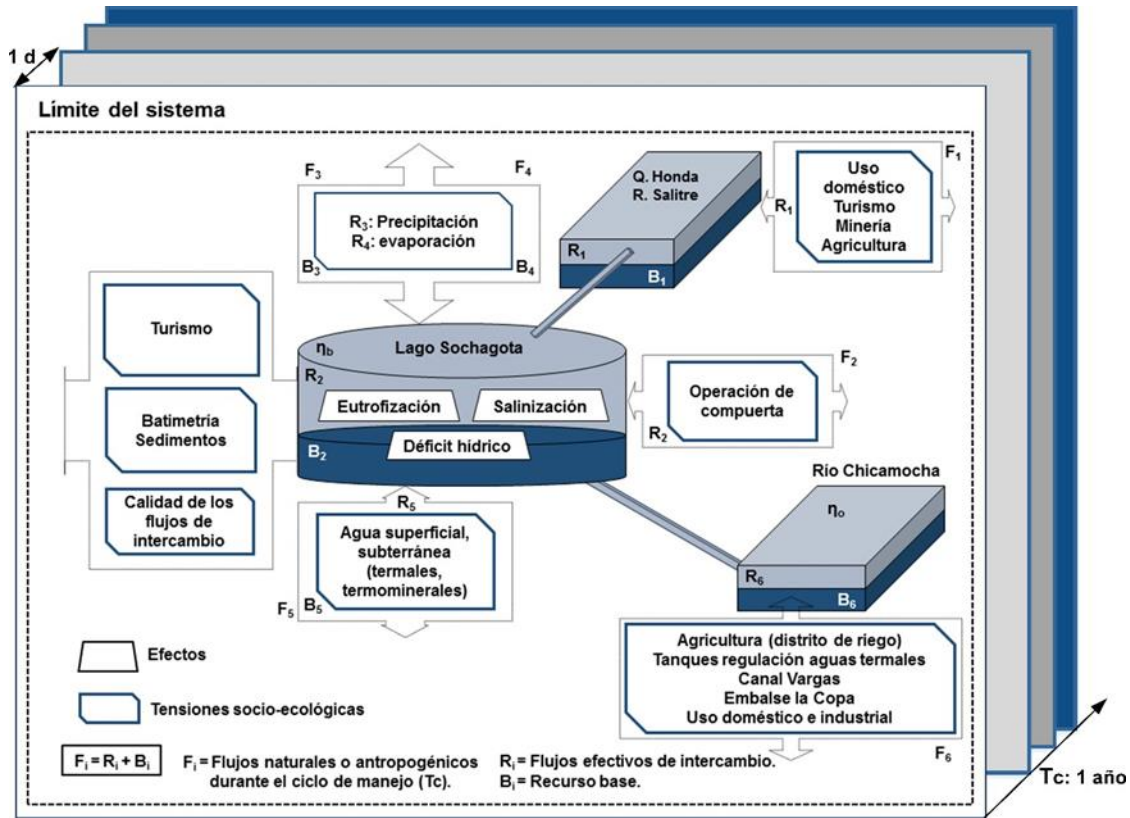 1 d
Límite del sistema
F₃
F₄
R₃: Precipitación
R₄: evaporación
B₃
B₄
Q. Honda
R. Salitre
R₁
B₁
F₁
R₁
Uso
doméstico
Turismo
Minería
Agricultura
Turismo
Batimetría
Sedimentos
Calidad de los
flujos de
intercambio
ηb
Lago Sochagota
R₂
Eutrofización
Salinización
B₂
Déficit hídrico
F₂
Operación de
compuerta
R₂
R₅
Agua superficial,
subterránea
(termales,
termominerales)
F₅
B₅
Río Chicamocha
ηo
R₆
B₆
Agricultura (distrito de riego)
Tanques regulación aguas termales
Canal Vargas
Embalse la Copa
Uso doméstico e industrial
F₆
Efectos
Tensiones socio-ecológicas
Fᵢ = Rᵢ + Bᵢ
Fᵢ = Flujos naturales o antropogénicos
durante el ciclo de manejo (Tc).
Rᵢ = Flujos efectivos de intercambio.
Bᵢ = Recurso base.
Tc: 1 año